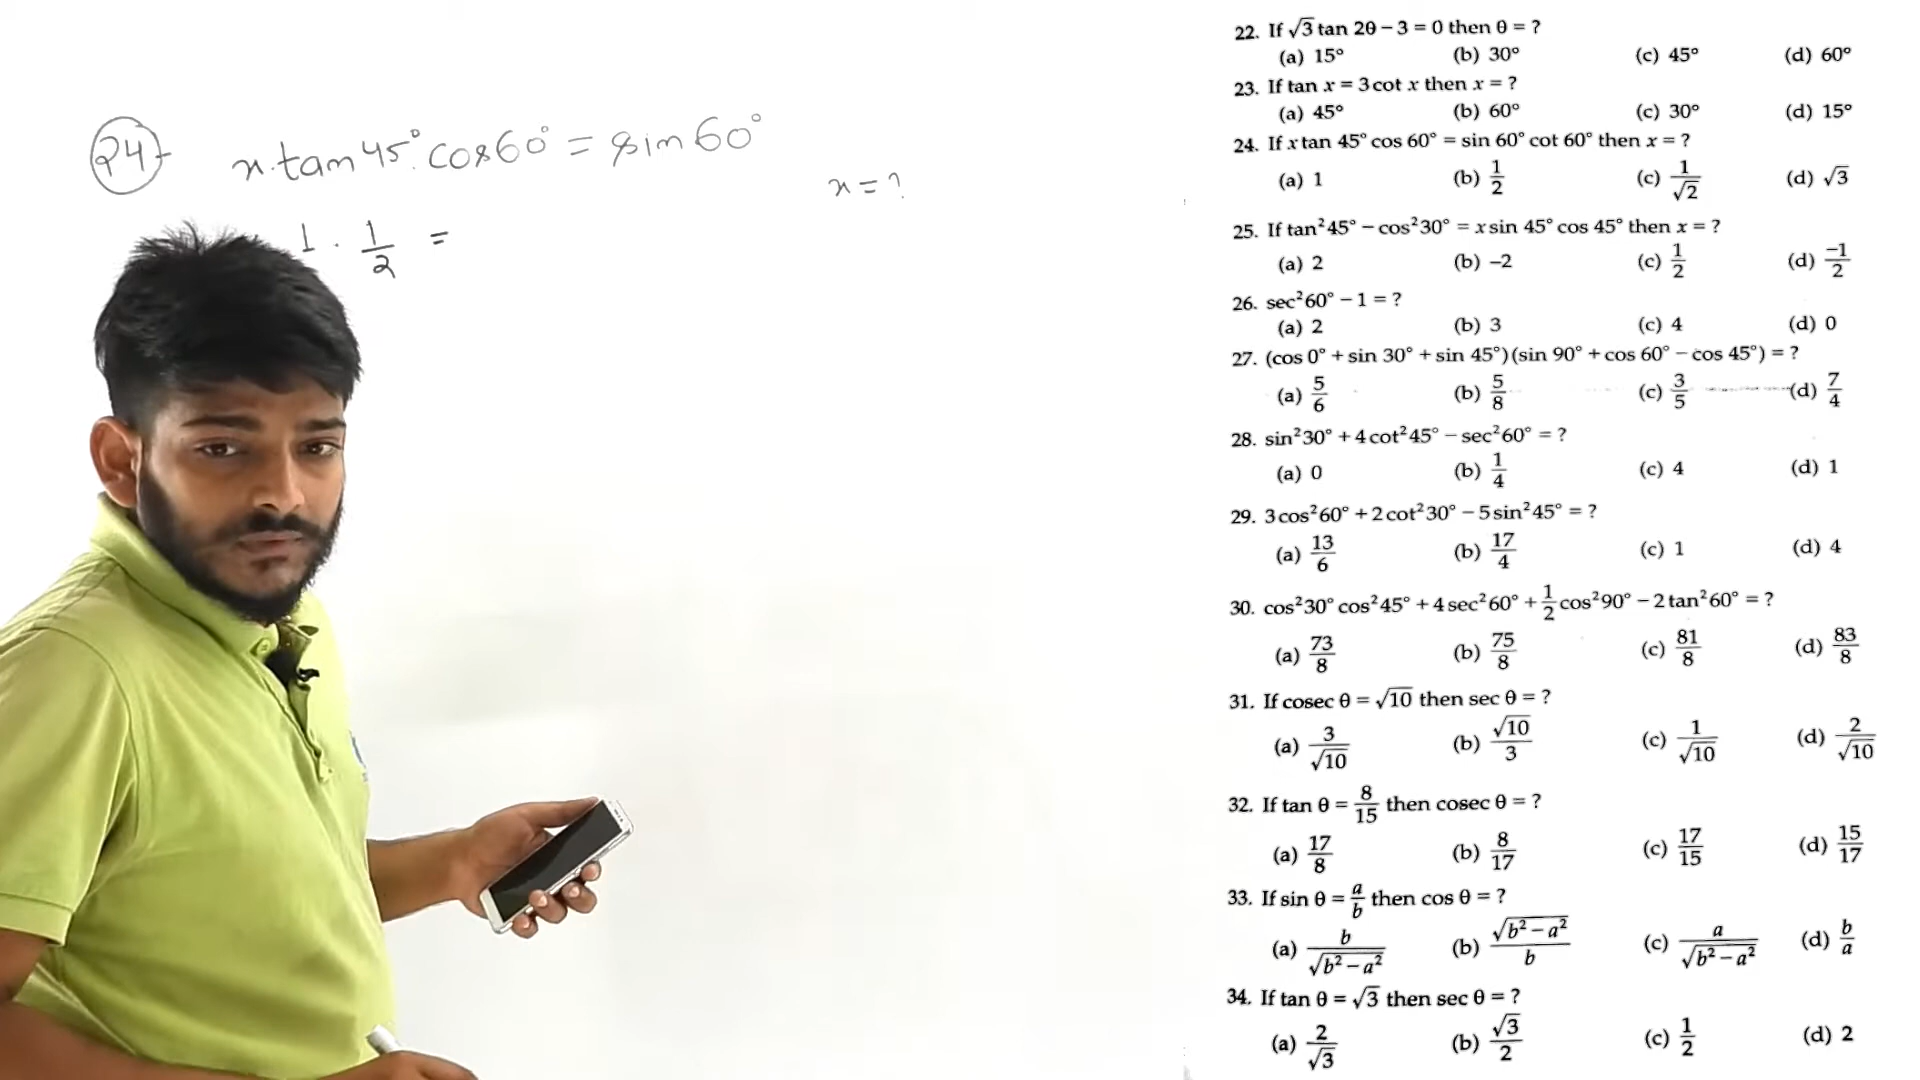 24- x.tan45°.cos60° = sin60°
x = ?
1 . 1/2 =
22. If √3 tan 2θ – 3 = 0 then θ = ?
(a) 15° (b) 30° (c) 45° (d) 60°
23. If tan x = 3 cot x then x = ?
(a) 45° (b) 60° (c) 30° (d) 15°
24. If x tan 45° cos 60° = sin 60° cot 60° then x = ?
(a) 1 (b) 1/2 (c) 1/√2 (d) √3
25. If tan²45° – cos²30° = x sin 45° cos 45° then x = ?
(a) 2 (b) –2 (c) 1/2 (d) –1/2
26. sec²60° – 1 = ?
(a) 2 (b) 3 (c) 4 (d) 0
27. (cos 0° + sin 30° + sin 45°)(sin 90° + cos 60° – cos 45°) = ?
(a) 5/6 (b) 5/8 (c) 3/5 (d) 7/4
28. sin²30° + 4 cot²45° – sec²60° = ?
(a) 0 (b) 1/4 (c) 4 (d) 1
29. 3 cos²60° + 2 cot²30° – 5 sin²45° = ?
(a) 13/6 (b) 17/4 (c) 1 (d) 4
30. cos²30° cos²45° + 4 sec²60° + 1/2 cos²90° – 2 tan²60° = ?
(a) 73/8 (b) 75/8 (c) 81/8 (d) 83/8
31. If cosec θ = √10 then sec θ = ?
(a) 3/√10 (b) √10/3 (c) 1/√10 (d) 2/√10
32. If tan θ = 8/15 then cosec θ = ?
(a) 17/8 (b) 8/17 (c) 17/15 (d) 15/17
33. If sin θ = a/b then cos θ = ?
(a) b/√(b² – a²) (b) √(b² – a²)/b (c) a/√(b² – a²) (d) b/a
34. If tan θ = √3 then sec θ = ?
(a) 2/√3 (b) √3/2 (c) 1/2 (d) 2